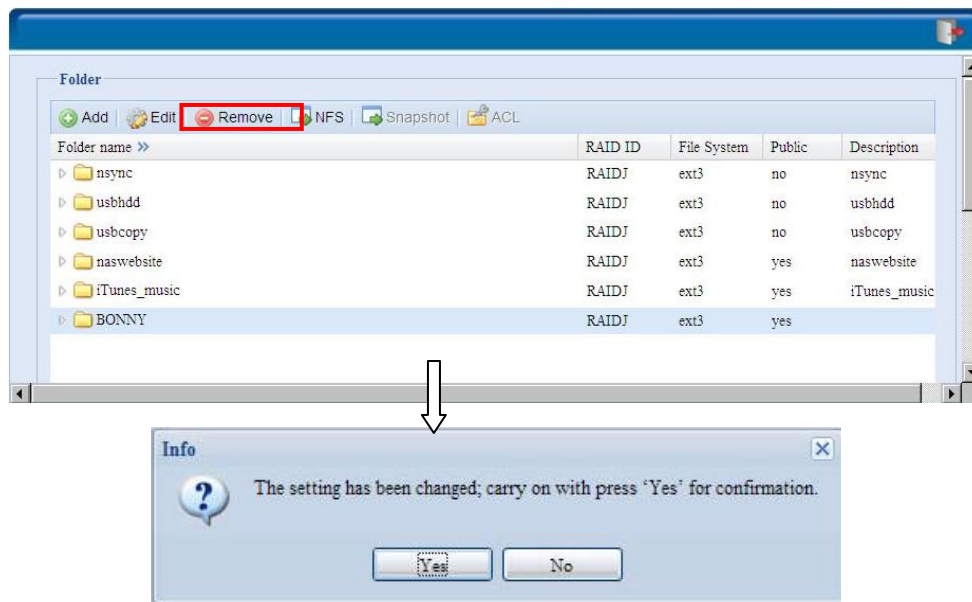 Folder
Add Edit Remove NFS Snapshot ACL
Folder name >> RAID ID File System Public Description
nsync RAIDJ ext3 no nsync
usbhdd RAIDJ ext3 no usbhdd
usbcopy RAIDJ ext3 no usbcopy
naswebsite RAIDJ ext3 yes naswebsite
iTunes_music RAIDJ ext3 yes iTunes_music
BONNY RAIDJ ext3 yes
Info
The setting has been changed; carry on with press ‘Yes’ for confirmation.
Yes No